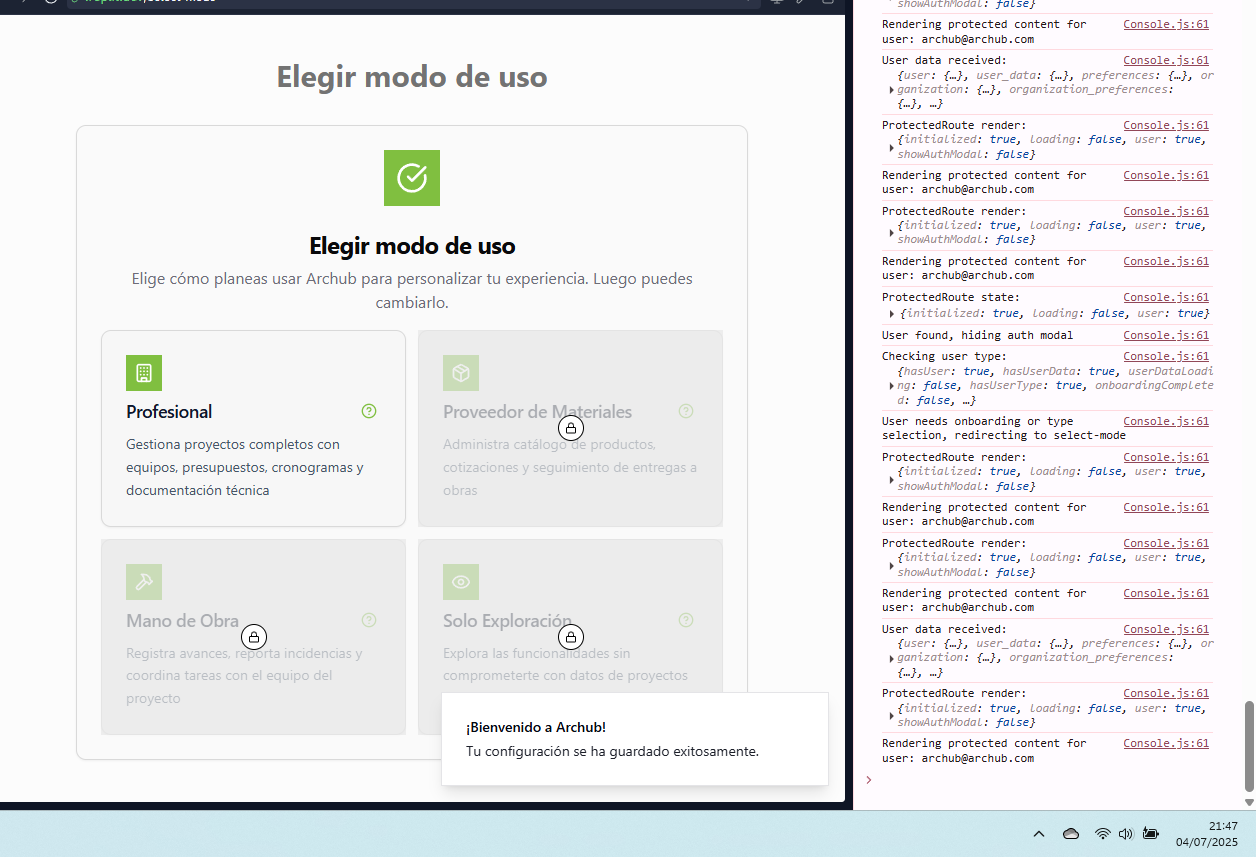 Elegir modo de uso
Elegir modo de uso
Elige cómo planeas usar Archub para personalizar tu experiencia. Luego puedes
cambiarlo.
Profesional
Gestiona proyectos completos con
equipos, presupuestos, cronogramas y
documentación técnica
Proveedor de Materiales
Administra catálogo de productos,
cotizaciones y seguimiento de entregas a
obras
Mano de Obra
Registra avances, reporta incidencias y
coordina tareas con el equipo del
proyecto
Solo Exploración
Explora las funcionalidades sin
comprometerte con datos de proyectos
¡Bienvenido a Archub!
Tu configuración se ha guardado exitosamente.
showAuthModal: false}
Rendering protected content for Console.js:61
user: archub@archub.com
User data received: Console.js:61
{user: {…}, user_data: {…}, preferences: {…}, or
ganization: {…}, organization_preferences:
{…}, …}
ProtectedRoute render: Console.js:61
{initialized: true, loading: false, user: true,
showAuthModal: false}
Rendering protected content for Console.js:61
user: archub@archub.com
ProtectedRoute render: Console.js:61
{initialized: true, loading: false, user: true,
showAuthModal: false}
Rendering protected content for Console.js:61
user: archub@archub.com
ProtectedRoute state: Console.js:61
{initialized: true, loading: false, user: true}
User found, hiding auth modal Console.js:61
Checking user type: Console.js:61
{hasUser: true, hasUserData: true, userDataLoadi
ng: false, hasUserType: true, onboardingComplete
d: false, …}
User needs onboarding or type Console.js:61
selection, redirecting to select-mode
ProtectedRoute render: Console.js:61
{initialized: true, loading: false, user: true,
showAuthModal: false}
Rendering protected content for Console.js:61
user: archub@archub.com
ProtectedRoute render: Console.js:61
{initialized: true, loading: false, user: true,
showAuthModal: false}
Rendering protected content for Console.js:61
user: archub@archub.com
User data received: Console.js:61
{user: {…}, user_data: {…}, preferences: {…}, or
ganization: {…}, organization_preferences:
{…}, …}
ProtectedRoute render: Console.js:61
{initialized: true, loading: false, user: true,
showAuthModal: false}
Rendering protected content for Console.js:61
user: archub@archub.com
21:47
04/07/2025